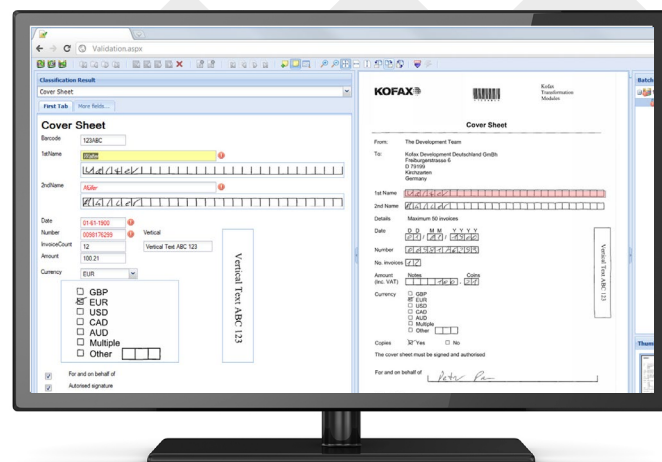 Validation.aspx
Classification Result
Cover Sheet
First Tab
More fields...
Cover Sheet
Barcode
123ABC
1stName
2ndName
Date
01-61-1900
Number
0098176299
Vertical
InvoiceCount
12
Vertical Text ABC 123
Amount
100.21
Currency
EUR
GBP
EUR
USD
CAD
AUD
Multiple
Other
Vertical Text ABC 123
For and on behalf of
Autorised signature
KOFAX
Kofax
Transformation
Modules
Cover Sheet
From: The Development Team
To: Kofax Development Deutschland GmBh
Freiburgerstrasse 6
D 79199
Kirchzarten
Germany
1st Name
2nd Name
Details Maximum 50 invoices
Date
D D M M Y Y Y Y
Number
No. invoices 12
Amount Notes Coins
(Inc. VAT)
Currency
GBP
EUR
USD
CAD
AUD
Multiple
Other
Vertical Text ABC 123
Copies Yes No
The cover sheet must be signed and authorised
For and on behalf of Peter Pan
Batch
Thum